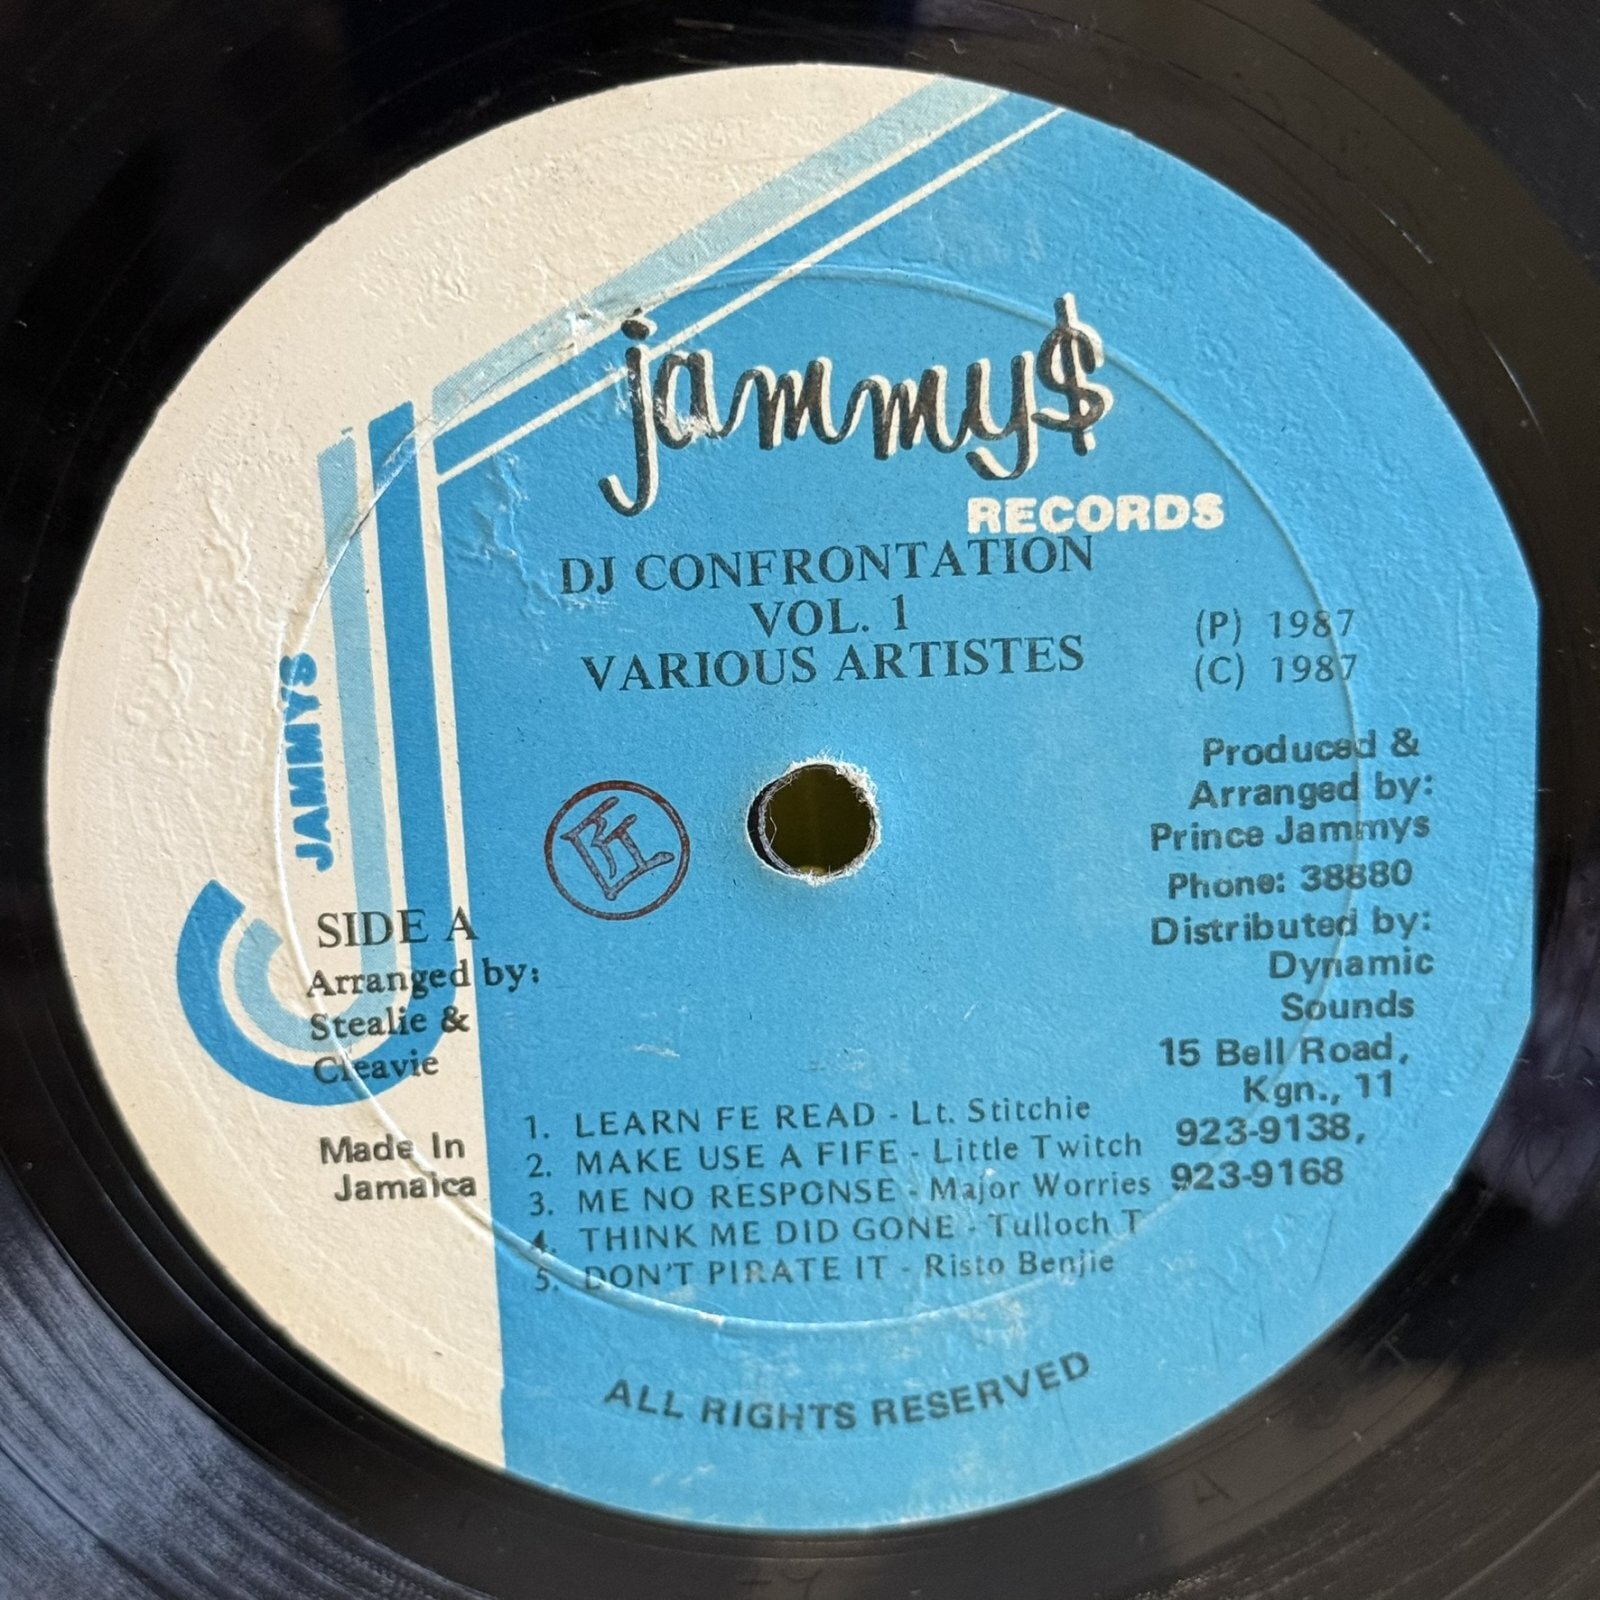 jammy$
RECORDS
DJ CONFRONTATION
VOL. 1
VARIOUS ARTISTES
(P) 1987
(C) 1987
JAMMYS
Produced &
Arranged by:
Prince Jammys
Phone: 38880
Distributed by:
Dynamic
Sounds
15 Bell Road,
Kgn., 11
923-9138,
923-9168
SIDE A
Arranged by:
Stealie &
Cleavie
Made In
Jamaica
1. LEARN FE READ - Lt. Stitchie
2. MAKE USE A FIFE - Little Twitch
3. ME NO RESPONSE - Major Worries
4. THINK ME DID GONE - Tulloch T
5. DON'T PIRATE IT - Risto Benjie
ALL RIGHTS RESERVED